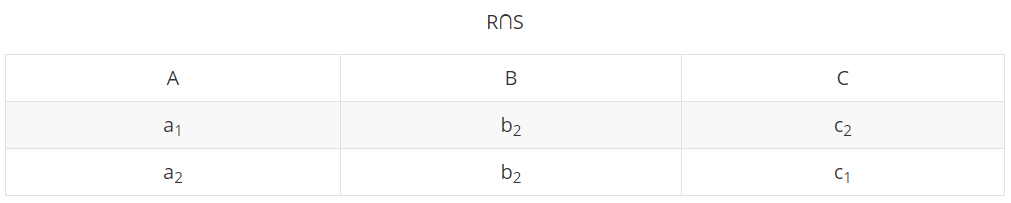 R∩S
A B C
a₁ b₂ c₂
a₂ b₂ c₁